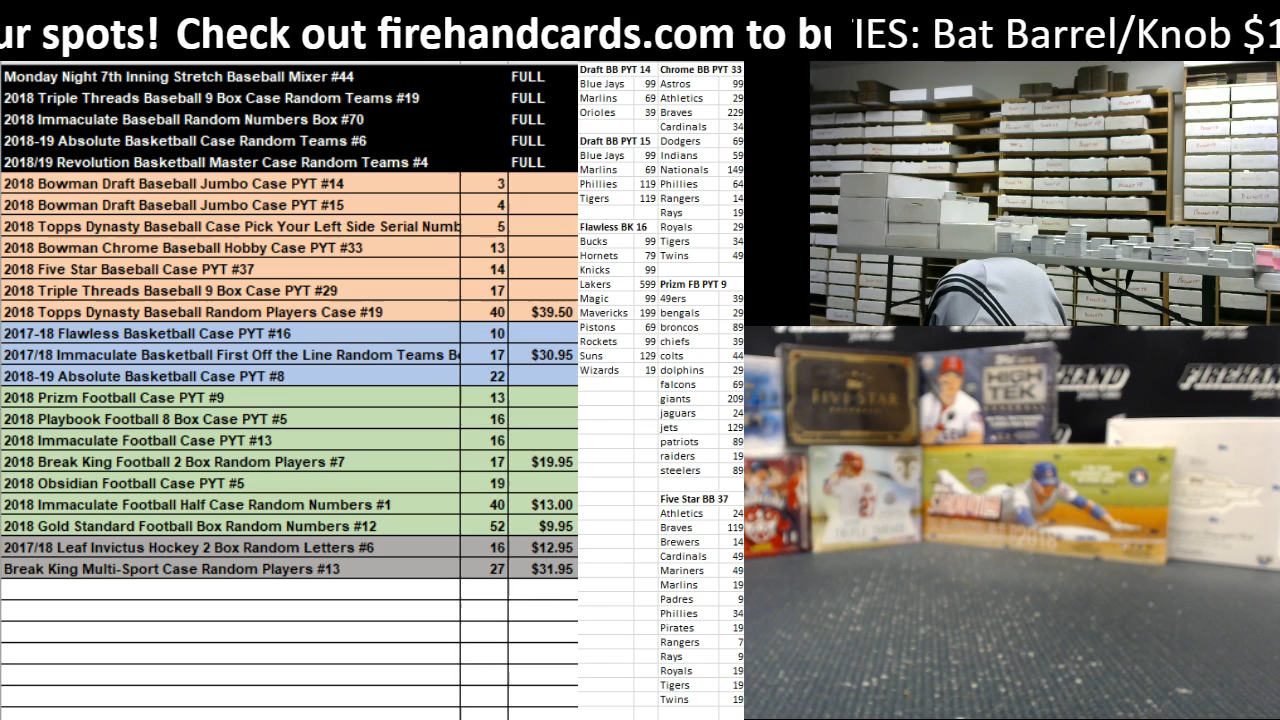 ur spots! Check out firehandcards.com to bu
IES: Bat Barrel/Knob $1
Monday Night 7th Inning Stretch Baseball Mixer #44 FULL
2018 Triple Threads Baseball 9 Box Case Random Teams #19 FULL
2018 Immaculate Baseball Random Numbers Box #70 FULL
2018-19 Absolute Basketball Case Random Teams #6 FULL
2018/19 Revolution Basketball Master Case Random Teams #4 FULL
2018 Bowman Draft Baseball Jumbo Case PYT #14 3
2018 Bowman Draft Baseball Jumbo Case PYT #15 4
2018 Topps Dynasty Baseball Case Pick Your Left Side Serial Numb 5
2018 Bowman Chrome Baseball Hobby Case PYT #33 13
2018 Five Star Baseball Case PYT #37 14
2018 Triple Threads Baseball 9 Box Case PYT #29 17
2018 Topps Dynasty Baseball Random Players Case #19 40 $39.50
2017-18 Flawless Basketball Case PYT #16 10
2017/18 Immaculate Basketball First Off the Line Random Teams Bo 17 $30.95
2018-19 Absolute Basketball Case PYT #8 22
2018 Prizm Football Case PYT #9 13
2018 Playbook Football 8 Box Case PYT #5 16
2018 Immaculate Football Case PYT #13 16
2018 Break King Football 2 Box Random Players #7 17 $19.95
2018 Obsidian Football Case PYT #5 19
2018 Immaculate Football Half Case Random Numbers #1 40 $13.00
2018 Gold Standard Football Box Random Numbers #12 52 $9.95
2017/18 Leaf Invictus Hockey 2 Box Random Letters #6 16 $12.95
Break King Multi-Sport Case Random Players #13 27 $31.95
Draft BB PYT 14
Blue Jays 99
Marlins 69
Orioles 39
Draft BB PYT 15
Blue Jays 99
Marlins 69
Phillies 119
Tigers 119
Flawless BK 16
Bucks 99
Hornets 79
Knicks 99
Lakers 599
Magic 99
Mavericks 199
Pistons 69
Rockets 99
Suns 129
Wizards 19
Chrome BB PYT 33
Astros 99
Athletics 29
Braves 229
Cardinals 34
Dodgers 69
Indians 59
Nationals 149
Phillies 64
Rangers 14
Rays 19
Royals 29
Tigers 34
Twins 49
Prizm FB PYT 9
49ers 39
bengals 29
broncos 89
chiefs 39
colts 44
dolphins 29
falcons 69
giants 209
jaguars 24
jets 129
patriots 89
raiders 19
steelers 89
Five Star BB 37
Athletics 24
Braves 119
Brewers 14
Cardinals 49
Mariners 49
Marlins 19
Padres 9
Phillies 34
Pirates 19
Rangers 7
Rays 9
Royals 19
Tigers 19
Twins 19
FIVE STAR
HIGH
TEK
FIREHAND